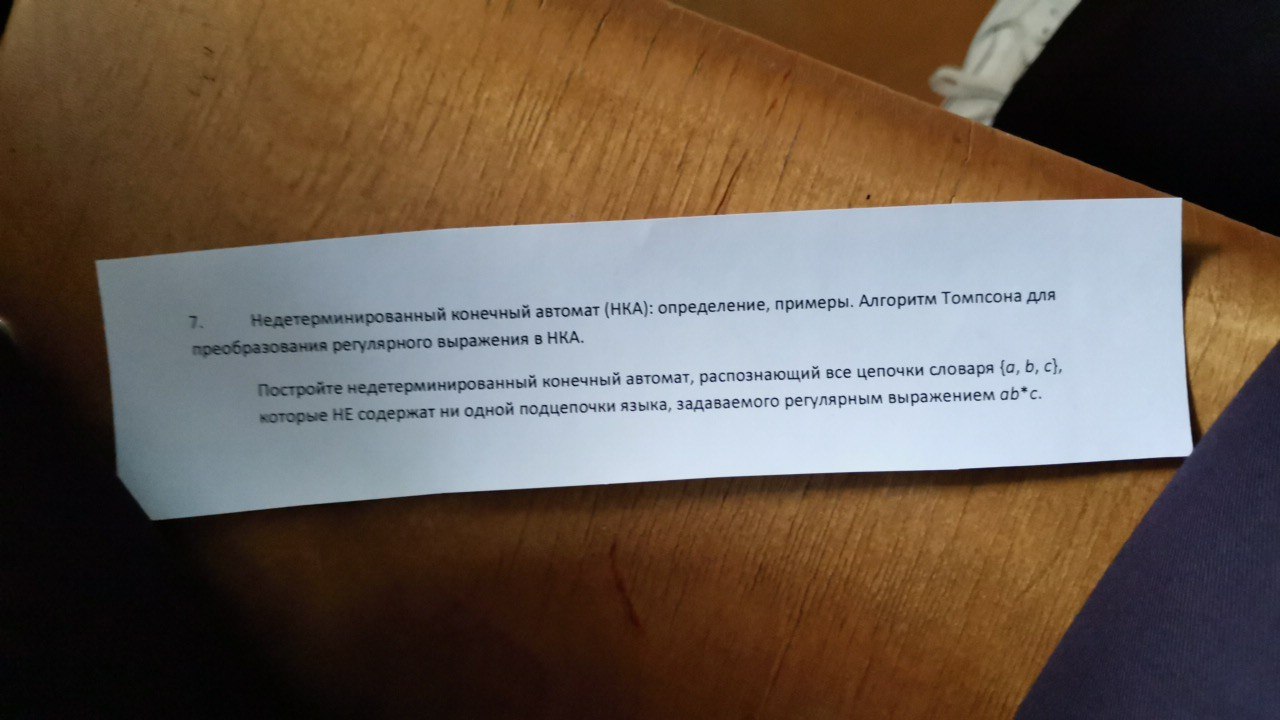 7. Недетерминированный конечный автомат (НКА): определение, примеры. Алгоритм Томпсона для
преобразования регулярного выражения в НКА.
Постройте недетерминированный конечный автомат, распознающий все цепочки словаря {a, b, c},
которые НЕ содержат ни одной подцепочки языка, задаваемого регулярным выражением ab*c.